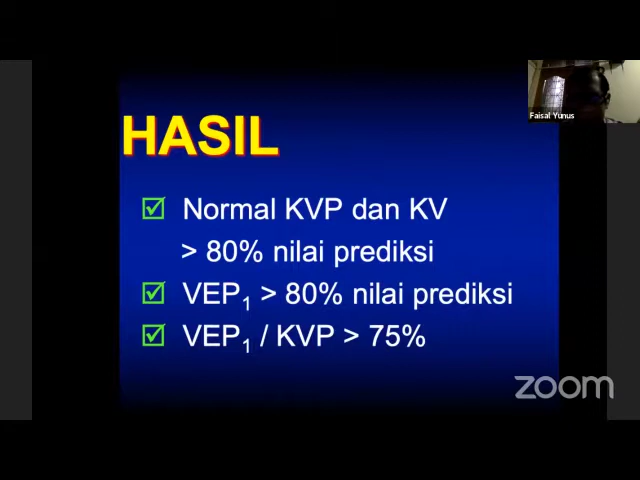 Faisal Yunus
HASIL
Normal KVP dan KV
> 80% nilai prediksi
VEP₁ > 80% nilai prediksi
VEP₁ / KVP > 75%
zoom